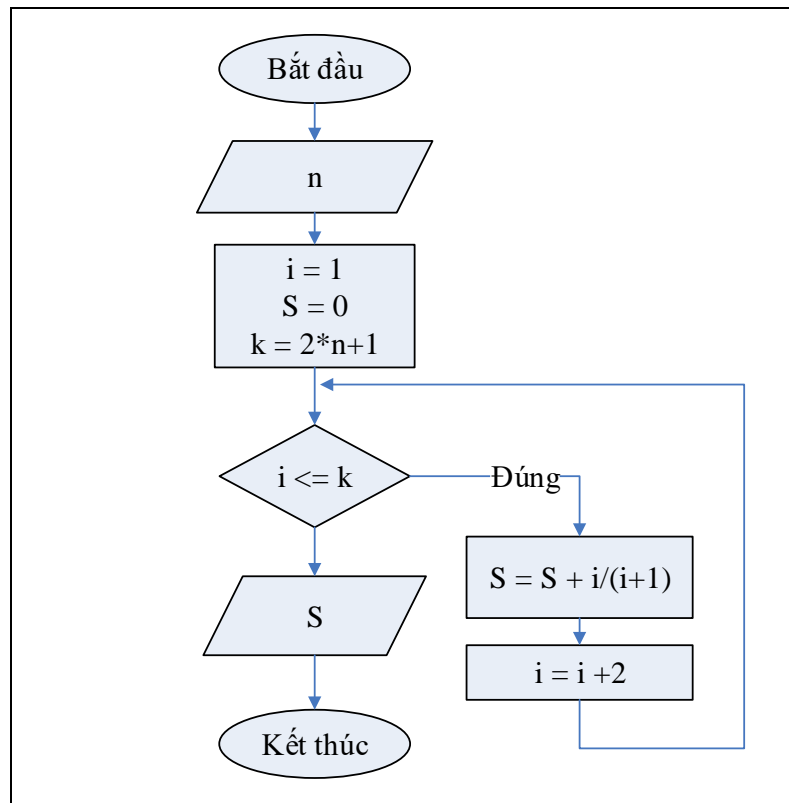 Bắt đầu
n
i = 1
S = 0
k = 2*n+1
i <= k
Đúng
S = S + i/(i+1)
i = i +2
S
Kết thúc